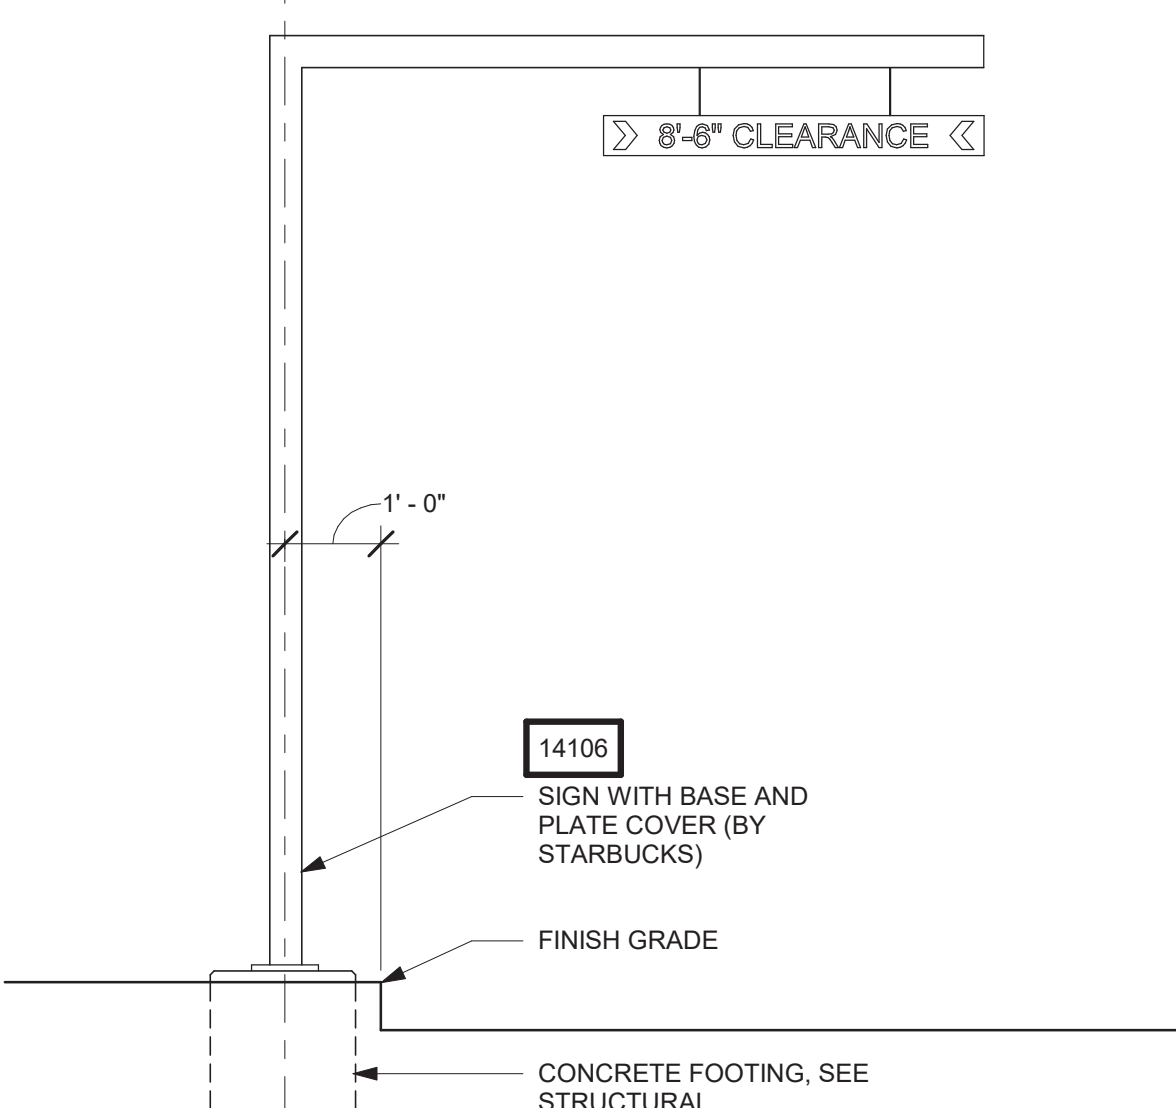 8'-6" CLEARANCE
1' - 0"
14106
SIGN WITH BASE AND
PLATE COVER (BY
STARBUCKS)
FINISH GRADE
CONCRETE FOOTING, SEE
STRUCTURAL